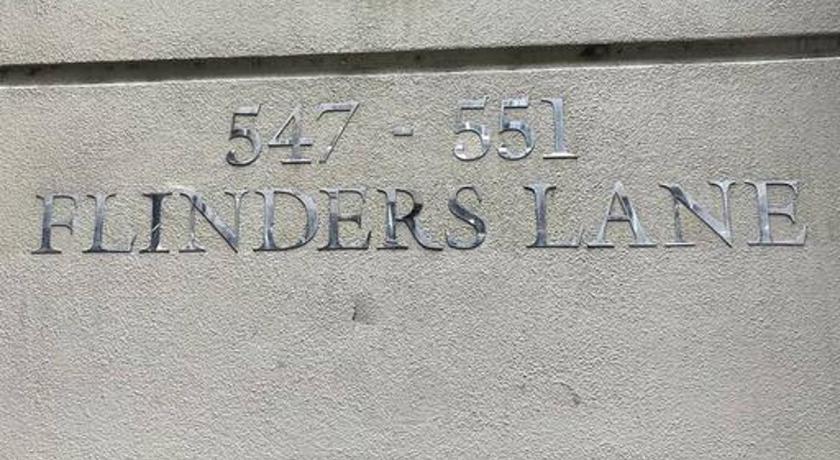 547 - 551
FLINDERS LANE